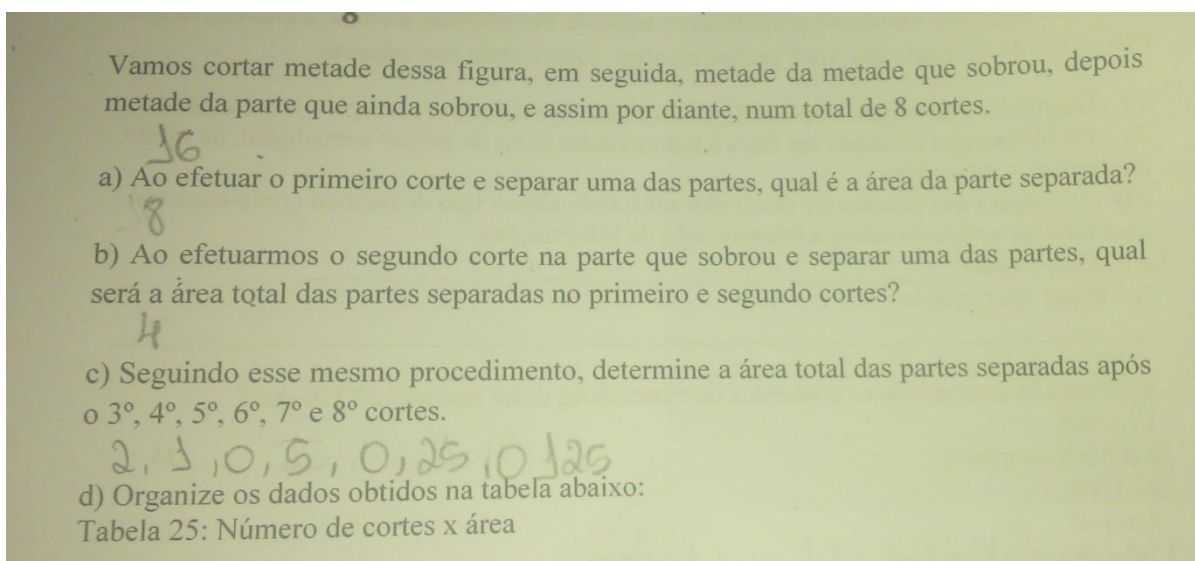 8
Vamos cortar metade dessa figura, em seguida, metade da metade que sobrou, depois
metade da parte que ainda sobrou, e assim por diante, num total de 8 cortes.
16
a) Ao efetuar o primeiro corte e separar uma das partes, qual é a área da parte separada?
8
b) Ao efetuarmos o segundo corte na parte que sobrou e separar uma das partes, qual
será a área total das partes separadas no primeiro e segundo cortes?
4
c) Seguindo esse mesmo procedimento, determine a área total das partes separadas após
o 3º, 4º, 5º, 6º, 7º e 8º cortes.
2, 1, 0, 5, 0, 25, 0 125
d) Organize os dados obtidos na tabela abaixo:
Tabela 25: Número de cortes x área